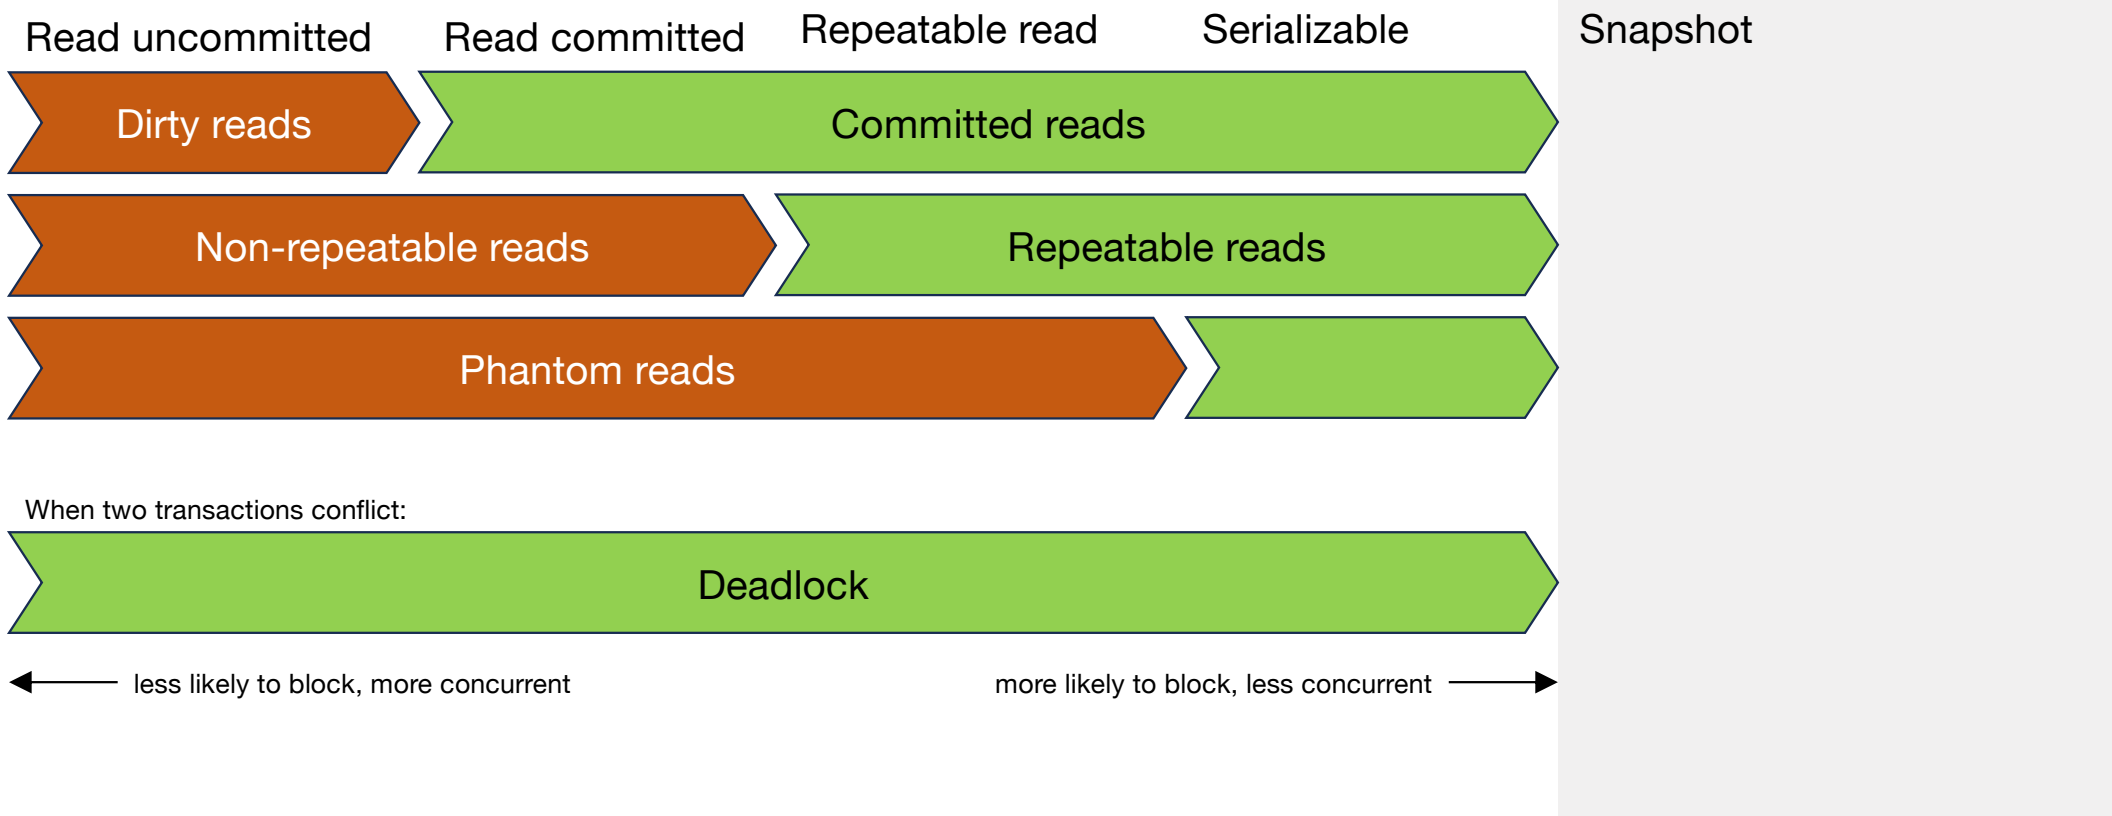 Read uncommitted
Read committed
Repeatable read
Serializable
Snapshot
Dirty reads
Committed reads
Non-repeatable reads
Repeatable reads
Phantom reads
When two transactions conflict:
Deadlock
less likely to block, more concurrent
more likely to block, less concurrent